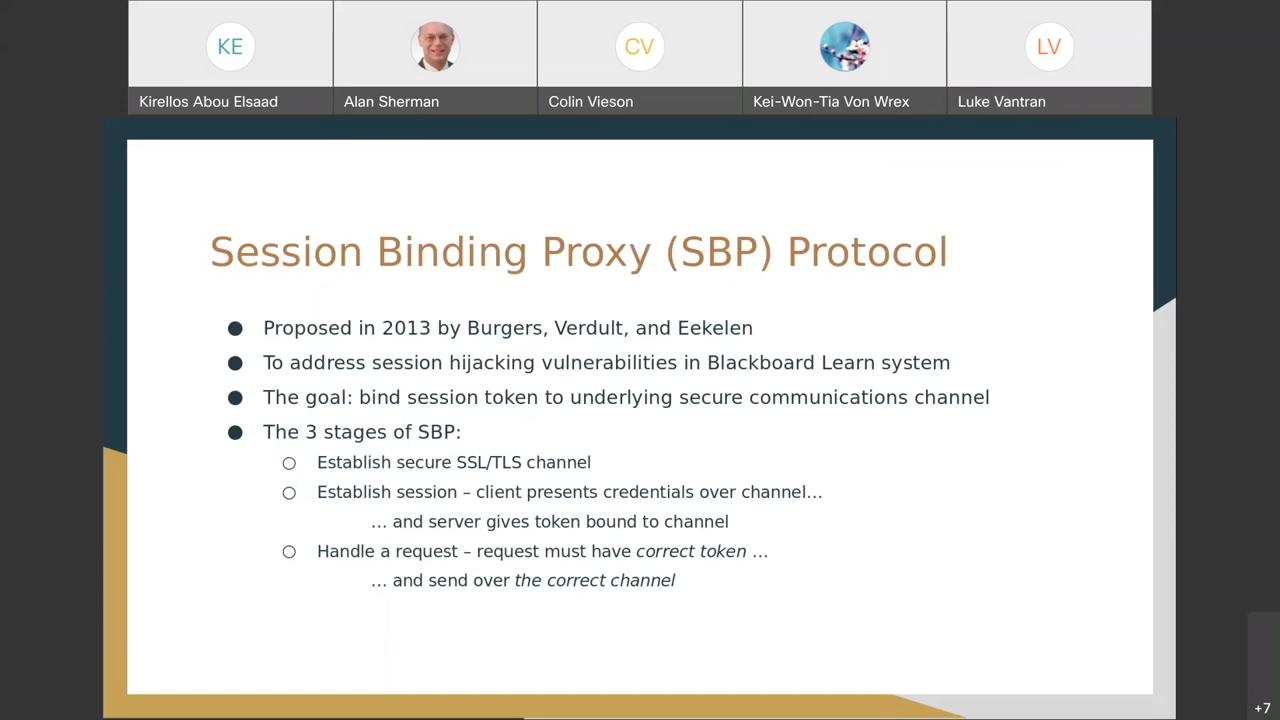 KE
CV
LV
Kirellos Abou Elsaad
Alan Sherman
Colin Vieson
Kei-Won-Tia Von Wrex
Luke Vantran
Session Binding Proxy (SBP) Protocol
● Proposed in 2013 by Burgers, Verdult, and Eekelen
● To address session hijacking vulnerabilities in Blackboard Learn system
● The goal: bind session token to underlying secure communications channel
● The 3 stages of SBP:
○ Establish secure SSL/TLS channel
○ Establish session – client presents credentials over channel…
… and server gives token bound to channel
○ Handle a request – request must have correct token …
… and send over the correct channel
+7